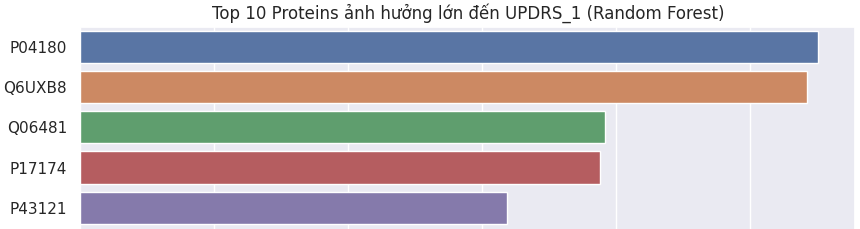 Top 10 Proteins ảnh hưởng lớn đến UPDRS_1 (Random Forest)
P04180
Q6UXB8
Q06481
P17174
P43121